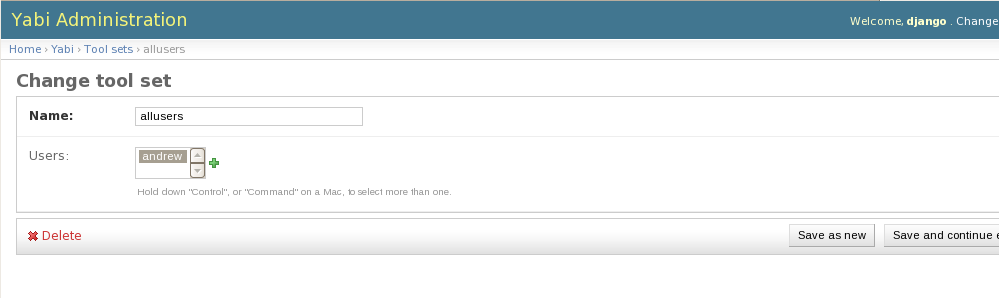 Yabi Administration
Welcome, django . Change
Home › Yabi › Tool sets › allusers
Change tool set
Name: allusers
Users: andrew
Hold down "Control", or "Command" on a Mac, to select more than one.
Delete Save as new Save and continue e